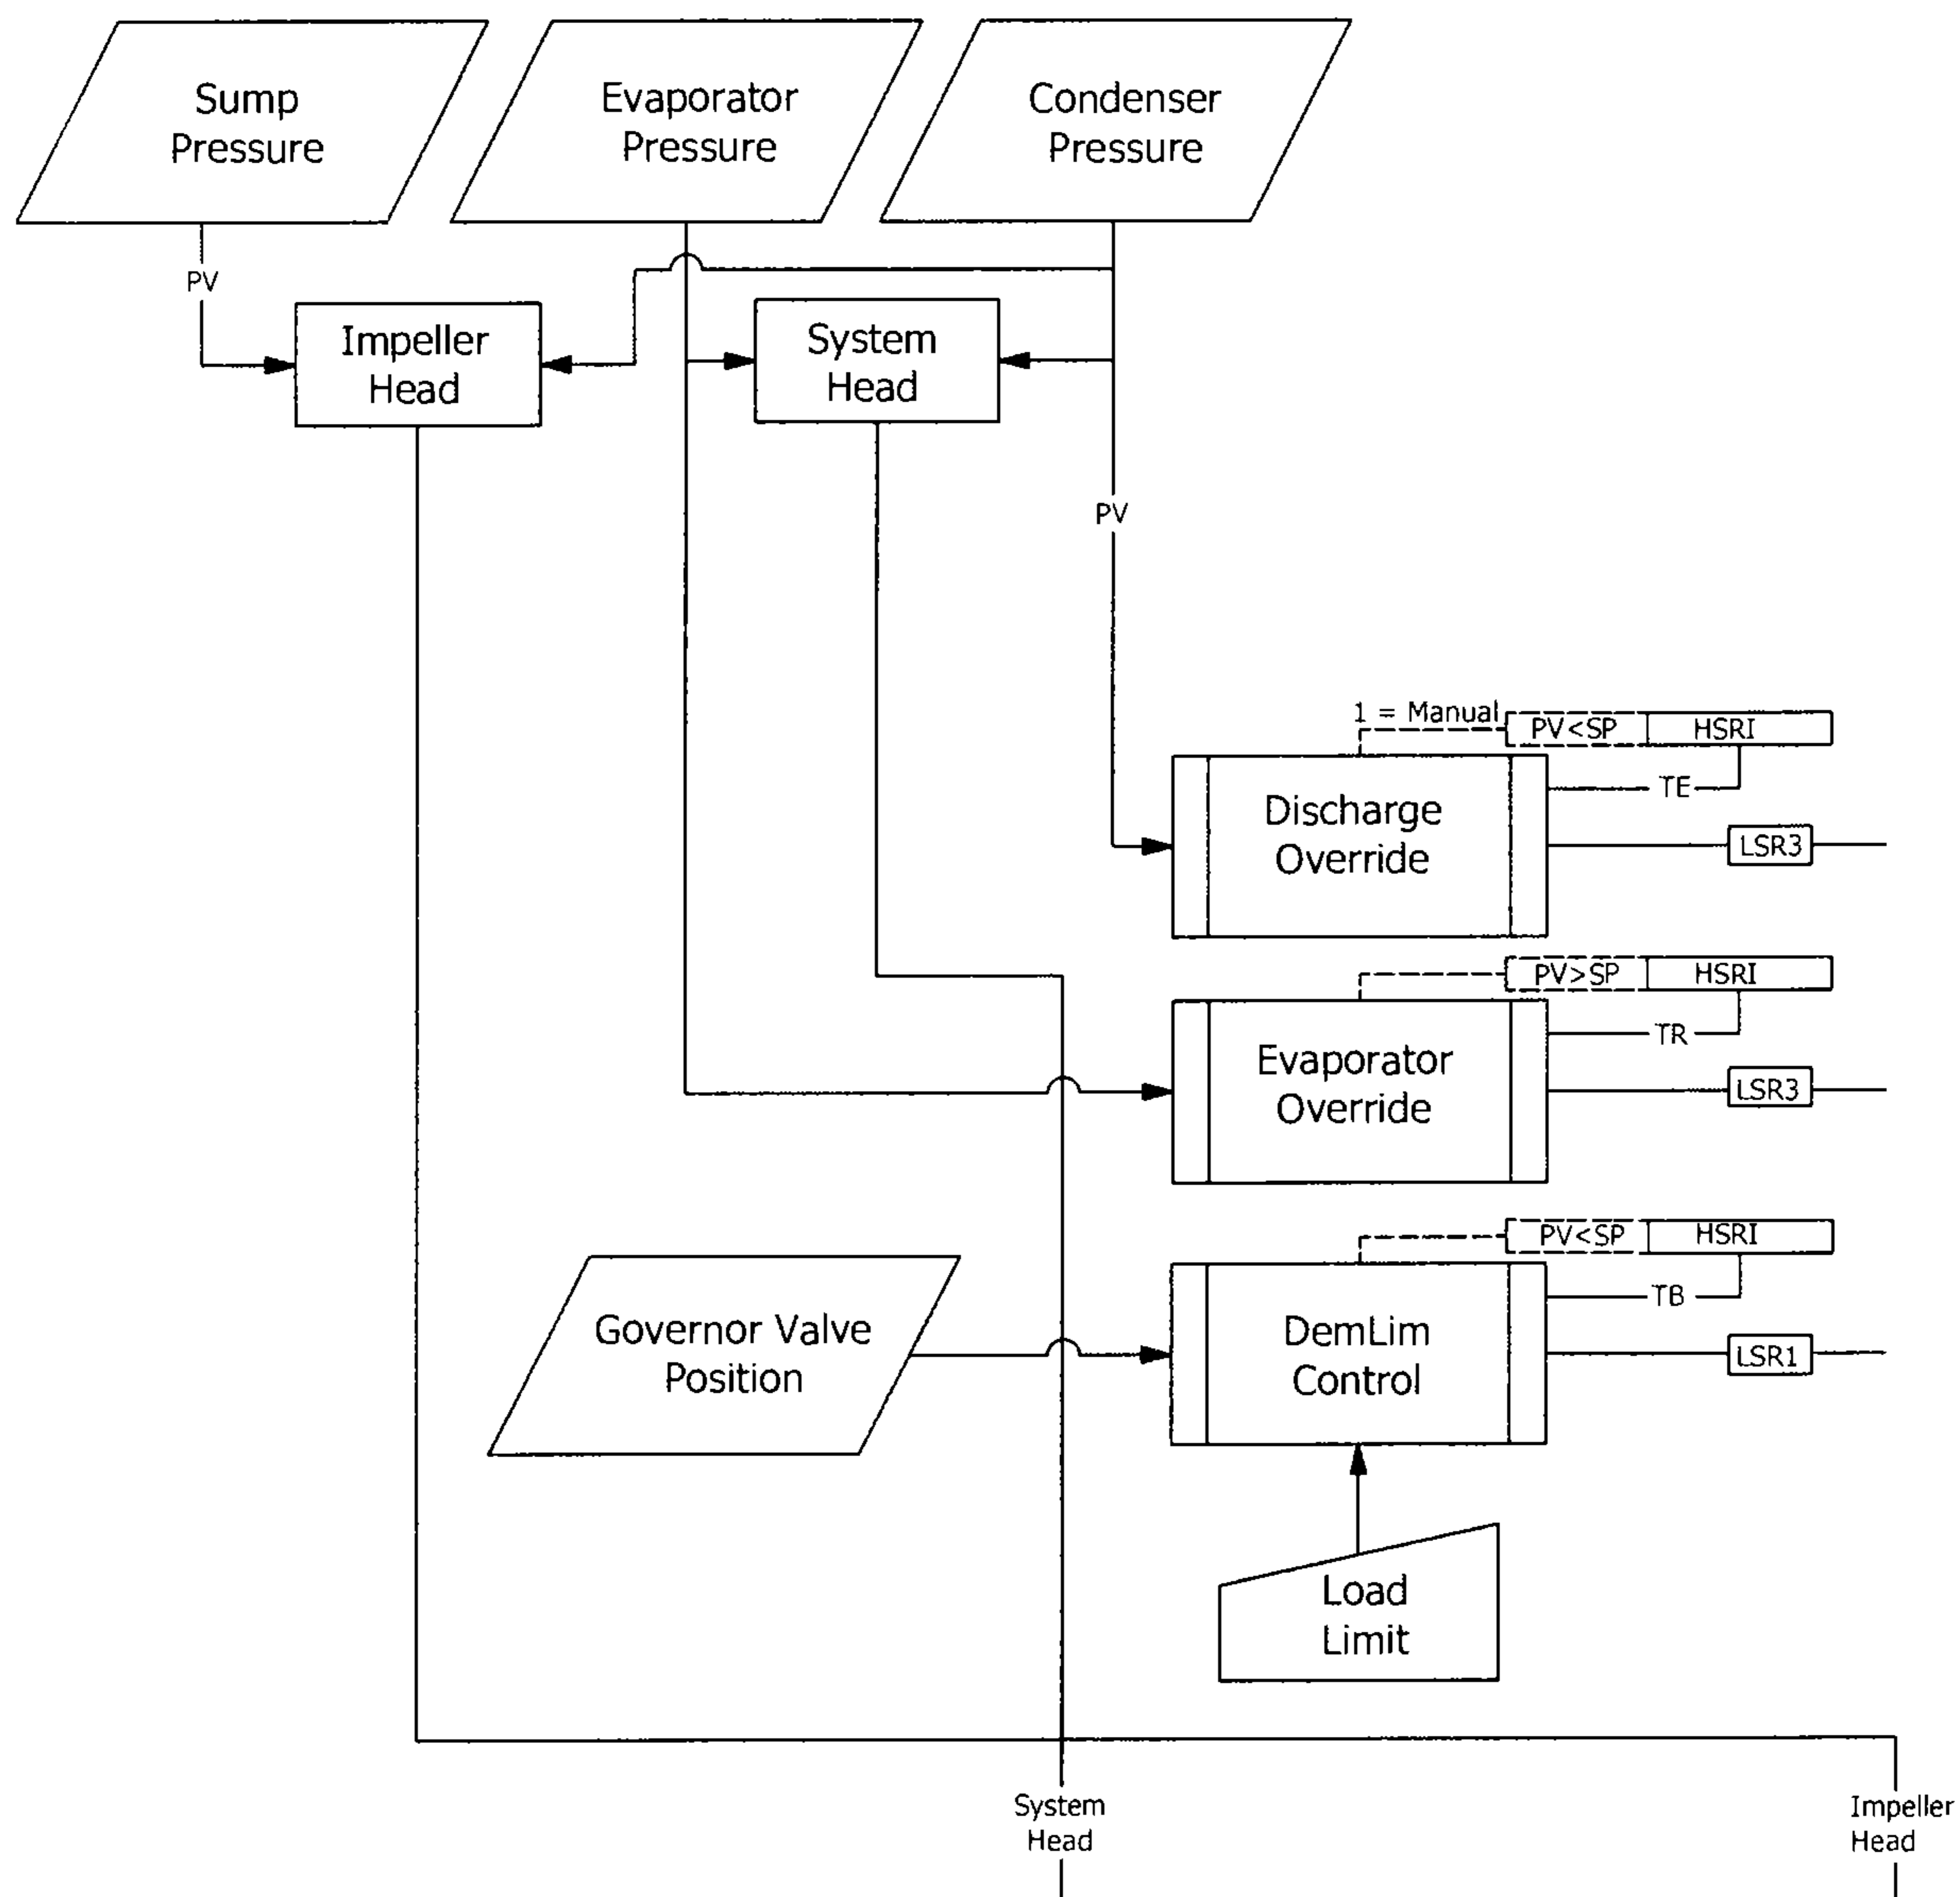 Sump
Pressure
Evaporator
Pressure
Condenser
Pressure
PV
Impeller
Head
System
Head
PV
1 = Manual
PV<SP
HSRI
TE
Discharge
Override
LSR3
PV>SP
HSRI
TR
Evaporator
Override
LSR3
PV<SP
HSRI
TB
Governor Valve
Position
DemLim
Control
LSR1
Load
Limit
System
Head
Impeller
Head